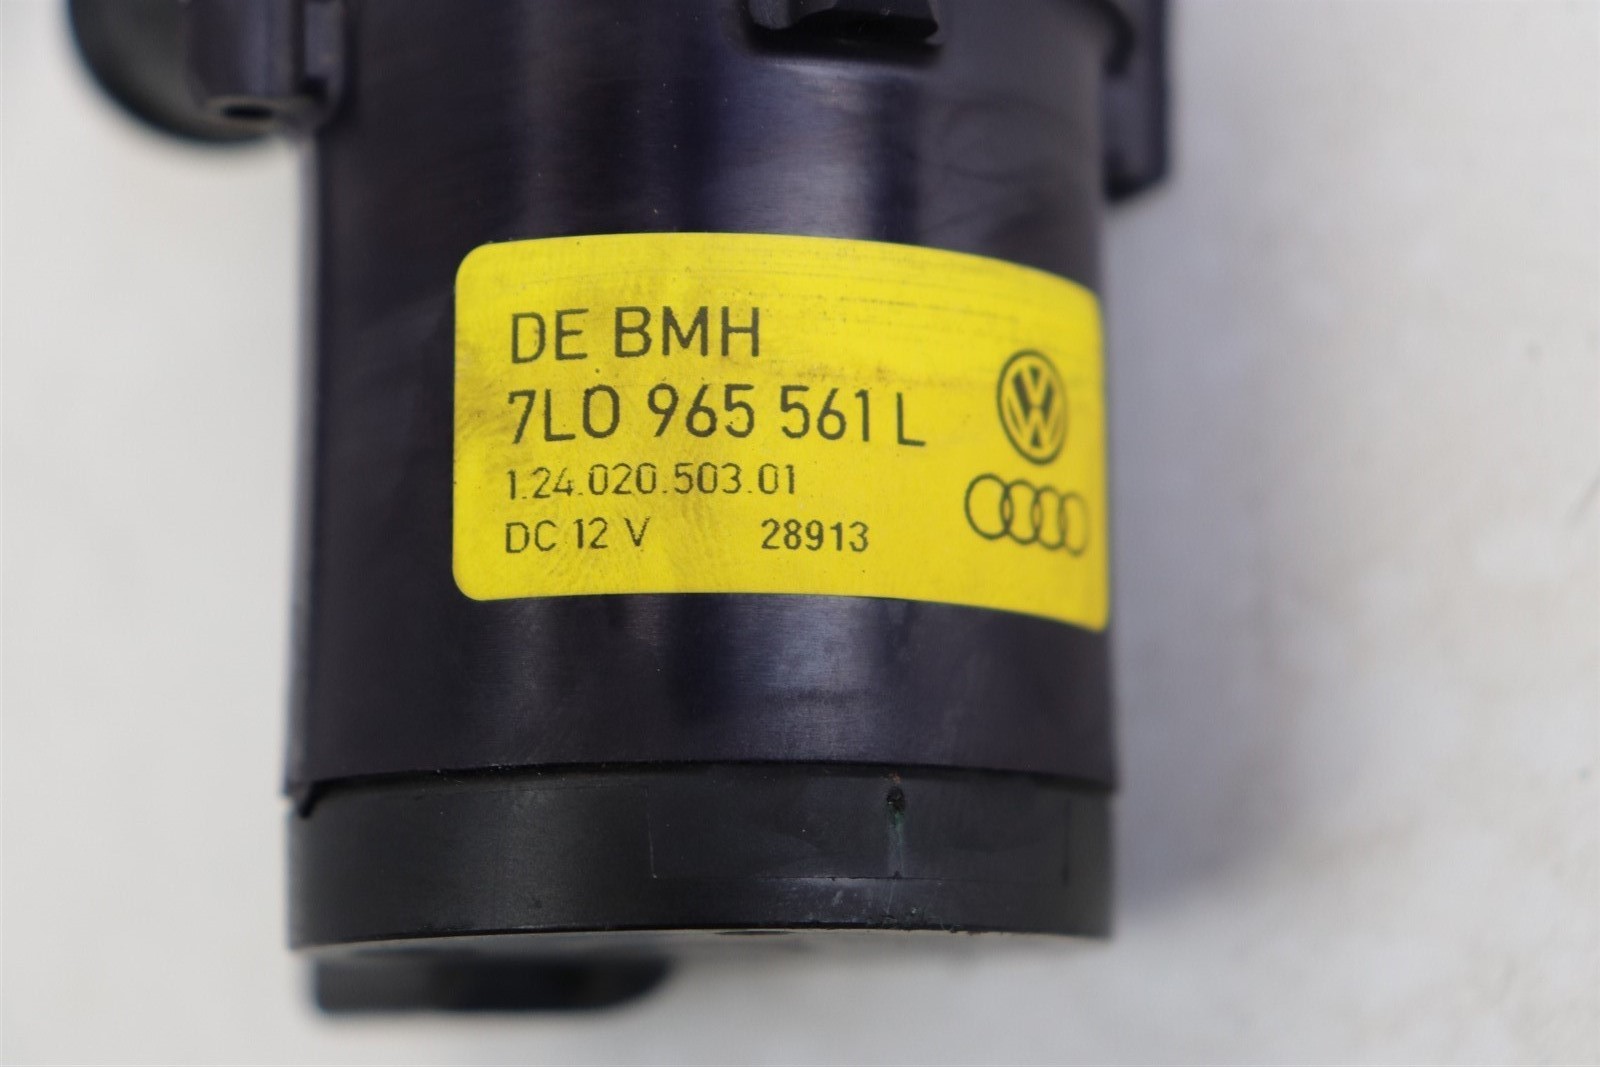 DE BMH
7L0 965 561 L
1.24.020.503.01
DC 12 V 28913